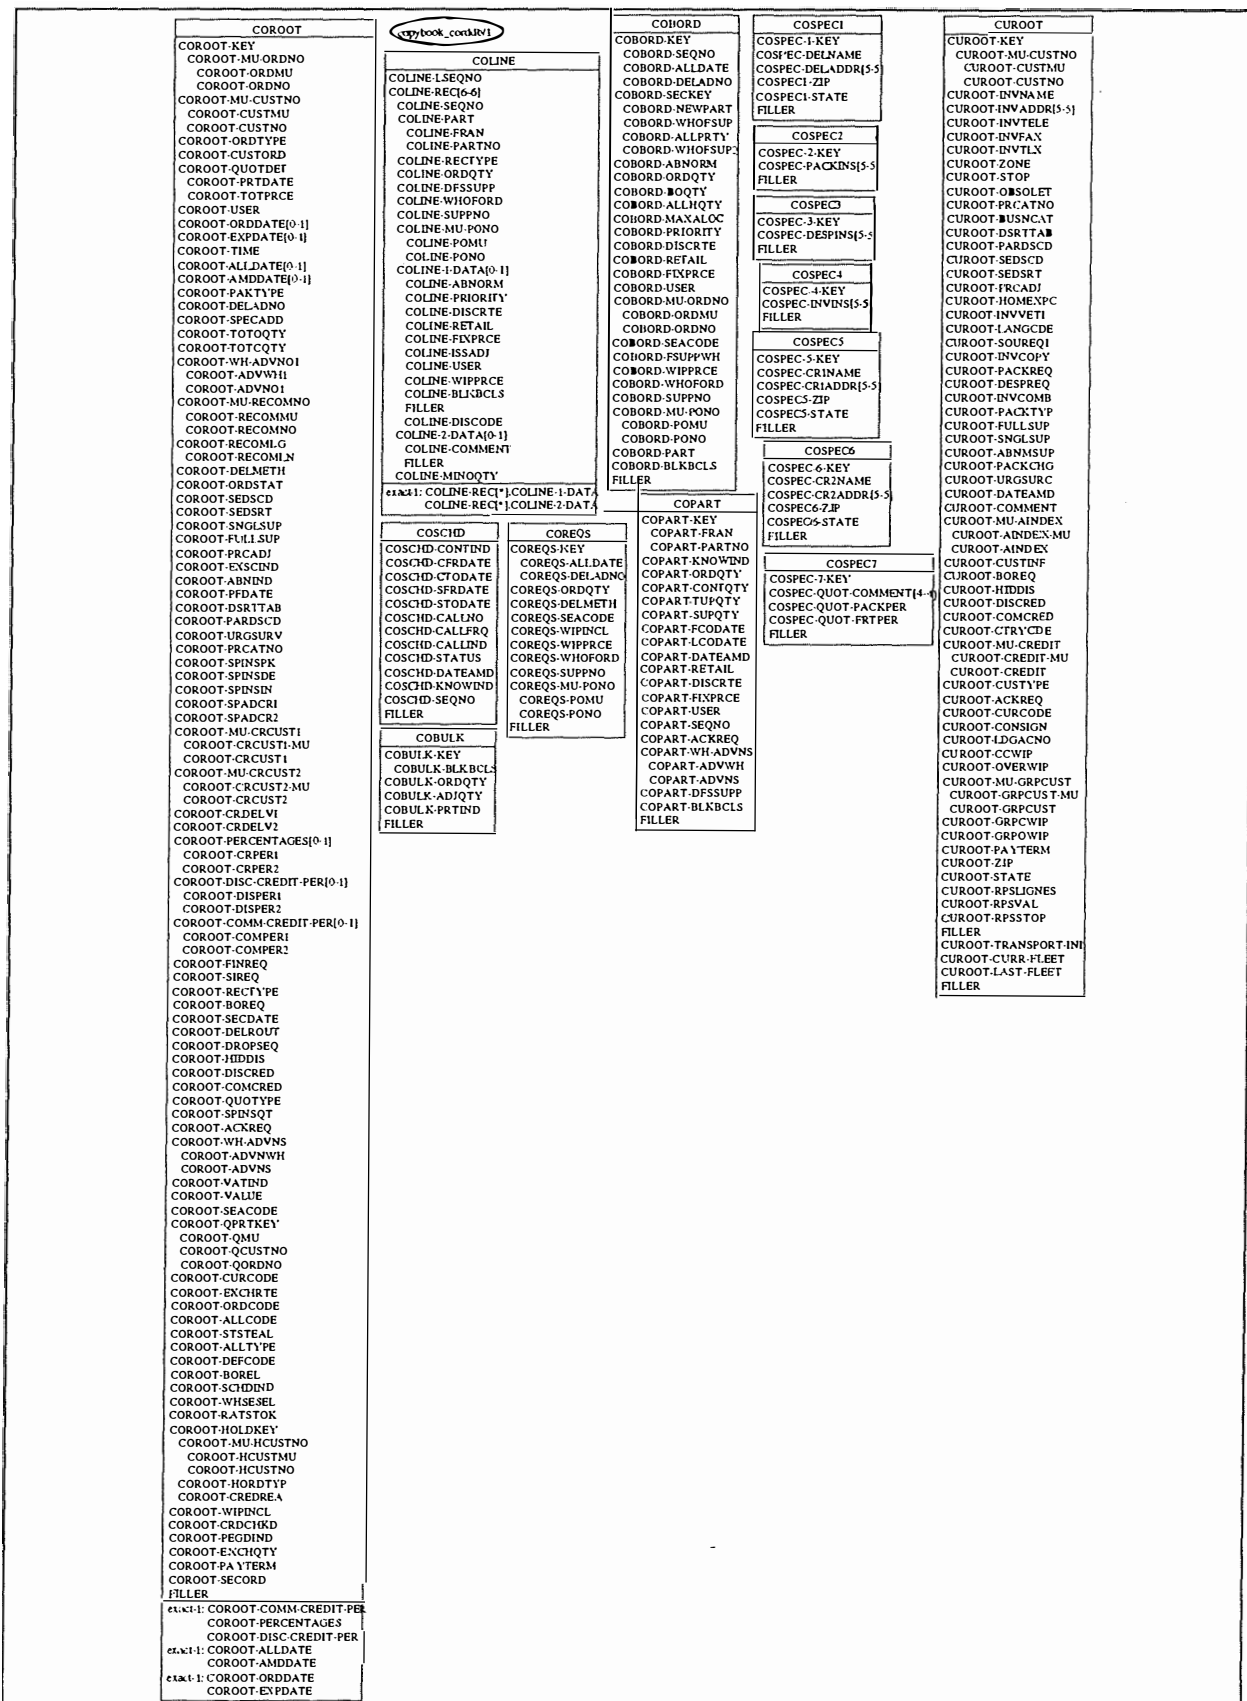 COROOT
COROOT-KEY
COROOT-MU-ORDNO
COROOT-ORDMU
COROOT-ORDNO
COROOT-MU-CUSTNO
COROOT-CUSTMU
COROOT-CUSTNO
COROOT-ORDTYPE
COROOT-CUSTORD
COROOT-QUOTDET
COROOT-PRTDATE
COROOT-TOTPRCE
COROOT-USER
COROOT-ORDDATE[0-1]
COROOT-EXPDATE[0-1]
COROOT-TIME
COROOT-ALLDATE[0-1]
COROOT-AMDDATE[0-1]
COROOT-PAKTYPE
COROOT-DELADNO
COROOT-SPECADD
COROOT-TOTOQTY
COROOT-TOTCQTY
COROOT-WH-ADVNO1
COROOT-ADVWH1
COROOT-ADVNO1
COROOT-MU-RECOMNO
COROOT-RECOMMU
COROOT-RECOMNO
COROOT-RECOMLG
COROOT-RECOMLN
COROOT-DELMETH
COROOT-ORDSTAT
COROOT-SEDSCD
COROOT-SEDSRT
COROOT-SNGLSUP
COROOT-FULLSUP
COROOT-PRCADJ
COROOT-EXSCIND
COROOT-ABNIND
COROOT-PFDATE
COROOT-DSRTTAB
COROOT-PARDSCD
COROOT-URGSURV
COROOT-PRCATNO
COROOT-SPINSPK
COROOT-SPINSDE
COROOT-SPINSIN
COROOT-SPADCR1
COROOT-SPADCR2
COROOT-MU-CRCUST1
COROOT-CRCUST1-MU
COROOT-CRCUST1
COROOT-MU-CRCUST2
COROOT-CRCUST2-MU
COROOT-CRCUST2
COROOT-CRDELV1
COROOT-CRDELV2
COROOT-PERCENTAGES[0-1]
COROOT-CRPER1
COROOT-CRPER2
COROOT-DISC-CREDIT-PER[0-1]
COROOT-DISPER1
COROOT-DISPER2
COROOT-COMM-CREDIT-PER[0-1]
COROOT-COMPER1
COROOT-COMPER2
COROOT-FINREQ
COROOT-SIREQ
COROOT-RECTYPE
COROOT-BOREQ
COROOT-SECDATE
COROOT-DELROUT
COROOT-DROPSEQ
COROOT-HIDDIS
COROOT-DISCRED
COROOT-COMCRED
COROOT-QUOTYPE
COROOT-SPINSQT
COROOT-ACKREQ
COROOT-WH-ADVNS
COROOT-ADVNWH
COROOT-ADVNS
COROOT-VATIND
COROOT-VALUE
COROOT-SEACODE
COROOT-QPRTKEY
COROOT-QMU
COROOT-QCUSTNO
COROOT-QORDNO
COROOT-CURCODE
COROOT-EXCHRTE
COROOT-ORDCODE
COROOT-ALLCODE
COROOT-STSTEAL
COROOT-ALLTYPE
COROOT-DEFCODE
COROOT-BOREL
COROOT-SCHDIND
COROOT-WHSESEL
COROOT-RATSTOK
COROOT-HOLDKEY
COROOT-MU-HCUSTNO
COROOT-HCUSTMU
COROOT-HCUSTNO
COROOT-HORDTYP
COROOT-CREDREA
COROOT-WIPINCL
COROOT-CRDCHKD
COROOT-PEGDIND
COROOT-EXCHQTY
COROOT-PAYTERM
COROOT-SECORD
FILLER
exact-1: COROOT-COMM-CREDIT-PER
COROOT-PERCENTAGES
COROOT-DISC-CREDIT-PER
exact-1: COROOT-ALLDATE
COROOT-AMDDATE
exact-1: COROOT-ORDDATE
COROOT-EXPDATE
COLINE
COLINE-LSEQNO
COLINE-REC[6-6]
COLINE-SEQNO
COLINE-PART
COLINE-FRAN
COLINE-PARTNO
COLINE-RECTYPE
COLINE-ORDQTY
COLINE-DFSSUPP
COLINE-WHOFORD
COLINE-SUPPNO
COLINE-MU-PONO
COLINE-POMU
COLINE-PONO
COLINE-1-DATA[0-1]
COLINE-ABNORM
COLINE-PRIORITY
COLINE-DISCRTE
COLINE-RETAIL
COLINE-FIXPRCE
COLINE-ISSADJ
COLINE-USER
COLINE-WIPPRCE
COLINE-BLKBCLS
FILLER
COLINE-DISCODE
COLINE-2-DATA[0-1]
COLINE-COMMENT
FILLER
COLINE-MINOQTY
exact-1: COLINE-REC[*].COLINE-1-DATA
COLINE-REC[*].COLINE-2-DATA
COSCHD
COSCHD-CONTIND
COSCHD-CFRDATE
COSCHD-CTODATE
COSCHD-SFRDATE
COSCHD-STODATE
COSCHD-CALLNO
COSCHD-CALLFRQ
COSCHD-CALLIND
COSCHD-STATUS
COSCHD-DATEAMD
COSCHD-KNOWIND
COSCHD-SEQNO
FILLER
COBULK
COBULK-KEY
COBULK-BLKBCLS
COBULK-ORDQTY
COBULK-ADJQTY
COBULK-PRTIND
FILLER
COREQS
COREQS-KEY
COREQS-ALLDATE
COREQS-DELADNO
COREQS-ORDQTY
COREQS-DELMETH
COREQS-SEACODE
COREQS-WIPINCL
COREQS-WIPPRCE
COREQS-WHOFORD
COREQS-SUPPNO
COREQS-MU-PONO
COREQS-POMU
COREQS-PONO
FILLER
COBORD
COBORD-KEY
COBORD-SEQNO
COBORD-ALLDATE
COBORD-DELADNO
COBORD-SECKEY
COBORD-NEWPART
COBORD-WHOFSUP
COBORD-ALLPRTY
COBORD-WHOFSUP2
COBORD-ABNORM
COBORD-ORDQTY
COBORD-BOQTY
COBORD-ALLHQTY
COBORD-MAXALOC
COBORD-PRIORITY
COBORD-DISCRTE
COBORD-RETAIL
COBORD-FIXPRCE
COBORD-USER
COBORD-MU-ORDNO
COBORD-ORDMU
COBORD-ORDNO
COBORD-SEACODE
COBORD-FSUPPWH
COBORD-WIPPRCE
COBORD-WHOFORD
COBORD-SUPPNO
COBORD-MU-PONO
COBORD-POMU
COBORD-PONO
COBORD-PART
COBORD-BLKBCLS
FILLER
COPART
COPART-KEY
COPART-FRAN
COPART-PARTNO
COPART-KNOWIND
COPART-ORDQTY
COPART-CONTQTY
COPART-TUPQTY
COPART-SUPQTY
COPART-FCODATE
COPART-LCODATE
COPART-DATEAMD
COPART-RETAIL
COPART-DISCRTE
COPART-FIXPRCE
COPART-USER
COPART-SEQNO
COPART-ACKREQ
COPART-WH-ADVNS
COPART-ADVWH
COPART-ADVNS
COPART-DFSSUPP
COPART-BLKBCLS
FILLER
COSPEC1
COSPEC-1-KEY
COSPEC-DELNAME
COSPEC-DELADDR[5-5]
COSPEC1-ZIP
COSPEC1-STATE
FILLER
COSPEC2
COSPEC-2-KEY
COSPEC-PACKINS[5-5
FILLER
COSPEC3
COSPEC-3-KEY
COSPEC-DESPINS[5-5
FILLER
COSPEC4
COSPEC-4-KEY
COSPEC-INVINS[5-5
FILLER
COSPEC5
COSPEC-5-KEY
COSPEC-CR1NAME
COSPEC-CR1ADDR[5-5]
COSPEC5-ZIP
COSPEC5-STATE
FILLER
COSPEC6
COSPEC-6-KEY
COSPEC-CR2NAME
COSPEC-CR2ADDR[5-5]
COSPEC6-ZIP
COSPEC6-STATE
FILLER
COSPEC7
COSPEC-7-KEY
COSPEC-QUOT-COMMENT[4-4]
COSPEC-QUOT-PACKPER
COSPEC-QUOT-FRTPER
FILLER
CUROOT
CUROOT-KEY
CUROOT-MU-CUSTNO
CUROOT-CUSTMU
CUROOT-CUSTNO
CUROOT-INVNAME
CUROOT-INVADDR[5-5]
CUROOT-INVTELE
CUROOT-INVFAX
CUROOT-INVTLX
CUROOT-ZONE
CUROOT-STOP
CUROOT-OBSOLET
CUROOT-PRCATNO
CUROOT-BUSNCAT
CUROOT-DSRTTAB
CUROOT-PARDSCD
CUROOT-SEDSCD
CUROOT-SEDSRT
CUROOT-PRCADJ
CUROOT-HOMEXPC
CUROOT-INVVETI
CUROOT-LANGCDE
CUROOT-SOUREQI
CUROOT-INVCOPY
CUROOT-PACKREQ
CUROOT-DESPREQ
CUROOT-INVCOMB
CUROOT-PACKTYP
CUROOT-FULLSUP
CUROOT-SNGLSUP
CUROOT-ABNMSUP
CUROOT-PACKCHG
CUROOT-URGSURC
CUROOT-DATEAMD
CUROOT-COMMENT
CUROOT-MU-AINDEX
CUROOT-AINDEX-MU
CUROOT-AINDEX
CUROOT-CUSTINF
CUROOT-BOREQ
CUROOT-HIDDIS
CUROOT-DISCRED
CUROOT-COMCRED
CUROOT-CTRYCDE
CUROOT-MU-CREDIT
CUROOT-CREDIT-MU
CUROOT-CREDIT
CUROOT-CUSTYPE
CUROOT-ACKREQ
CUROOT-CURCODE
CUROOT-CONSIGN
CUROOT-LDGACNO
CUROOT-CCWIP
CUROOT-OVERWIP
CUROOT-MU-GRPCUST
CUROOT-GRPCUST-MU
CUROOT-GRPCUST
CUROOT-GRPCWIP
CUROOT-GRPOWIP
CUROOT-PAYTERM
CUROOT-ZIP
CUROOT-STATE
CUROOT-RPSLIGNES
CUROOT-RPSVAL
CUROOT-RPSSTOP
FILLER
CUROOT-TRANSPORT-INI
CUROOT-CURR-FLEET
CUROOT-LAST-FLEET
FILLER